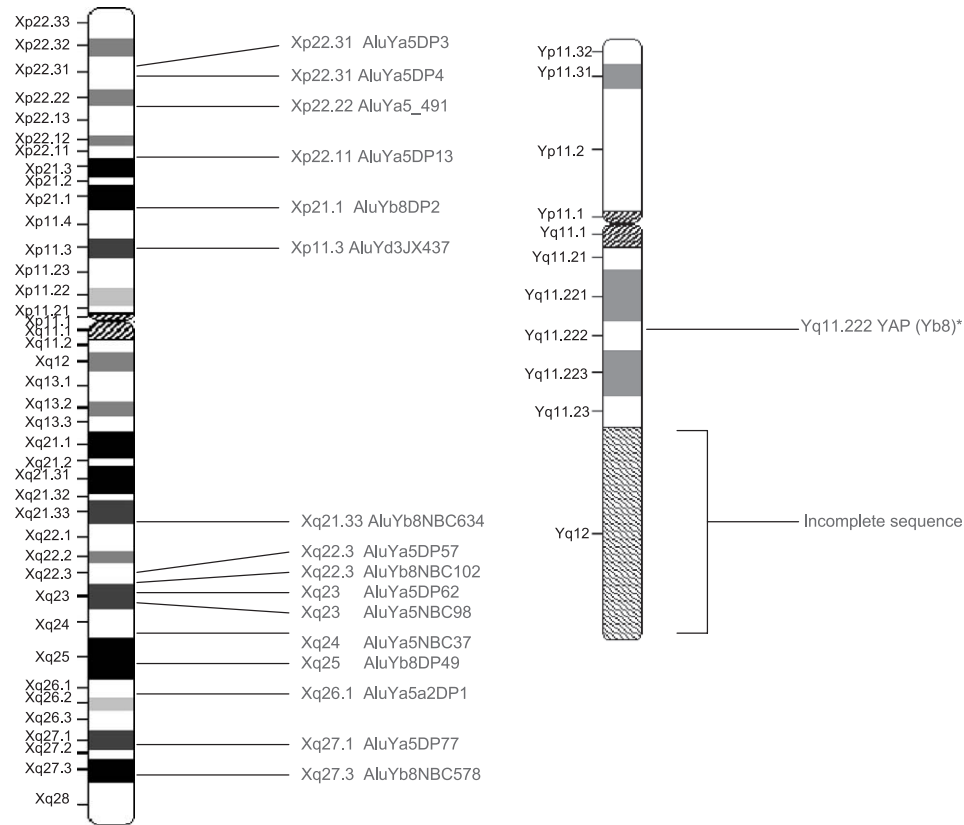 Xp22.33
Xp22.32
Xp22.31
Xp22.22
Xp22.13
Xp22.12
Xp22.11
Xp21.3
Xp21.2
Xp21.1
Xp11.4
Xp11.3
Xp11.23
Xp11.22
Xp11.21
Xp11.1
Xq11.1
Xq11.2
Xq12
Xq13.1
Xq13.2
Xq13.3
Xq21.1
Xq21.2
Xq21.31
Xq21.32
Xq21.33
Xq22.1
Xq22.2
Xq22.3
Xq23
Xq24
Xq25
Xq26.1
Xq26.2
Xq26.3
Xq27.1
Xq27.2
Xq27.3
Xq28
Xp22.31 AluYa5DP3
Xp22.31 AluYa5DP4
Xp22.22 AluYa5_491
Xp22.11 AluYa5DP13
Xp21.1 AluYb8DP2
Xp11.3 AluYd3JX437
Xq21.33 AluYb8NBC634
Xq22.3 AluYa5DP57
Xq22.3 AluYb8NBC102
Xq23 AluYa5DP62
Xq23 AluYa5NBC98
Xq24 AluYa5NBC37
Xq25 AluYb8DP49
Xq26.1 AluYa5a2DP1
Xq27.1 AluYa5DP77
Xq27.3 AluYb8NBC578
Yp11.32
Yp11.31
Yp11.2
Yp11.1
Yq11.1
Yq11.21
Yq11.221
Yq11.222
Yq11.223
Yq11.23
Yq12
Yq11.222 YAP (Yb8)*
Incomplete sequence